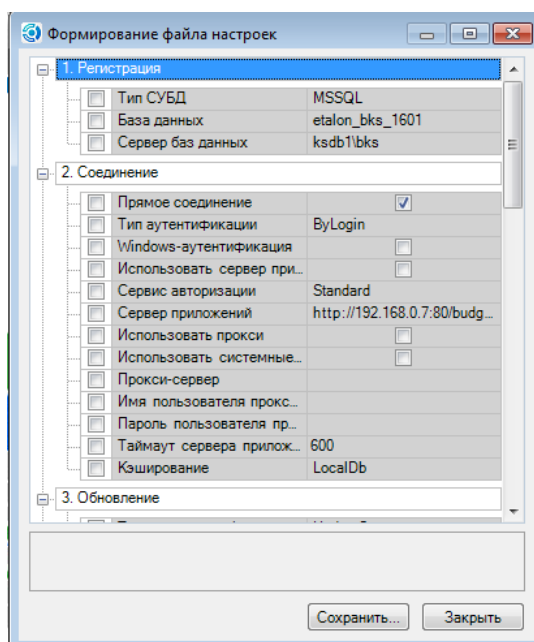 Формирование файла настроек
1. Регистрация
Тип СУБД MSSQL
База данных etalon_bks_1601
Сервер баз данных ksdb1\bks
2. Соединение
Прямое соединение
Тип аутентификации ByLogin
Windows-аутентификация
Использовать сервер при...
Сервис авторизации Standard
Сервер приложений http://192.168.0.7:80/budg...
Использовать прокси
Использовать системные...
Прокси-сервер
Имя пользователя прокс...
Пароль пользователя пр...
Таймаут сервера прилож... 600
Кэширование LocalDb
3. Обновление
Сохранить... Закрыть